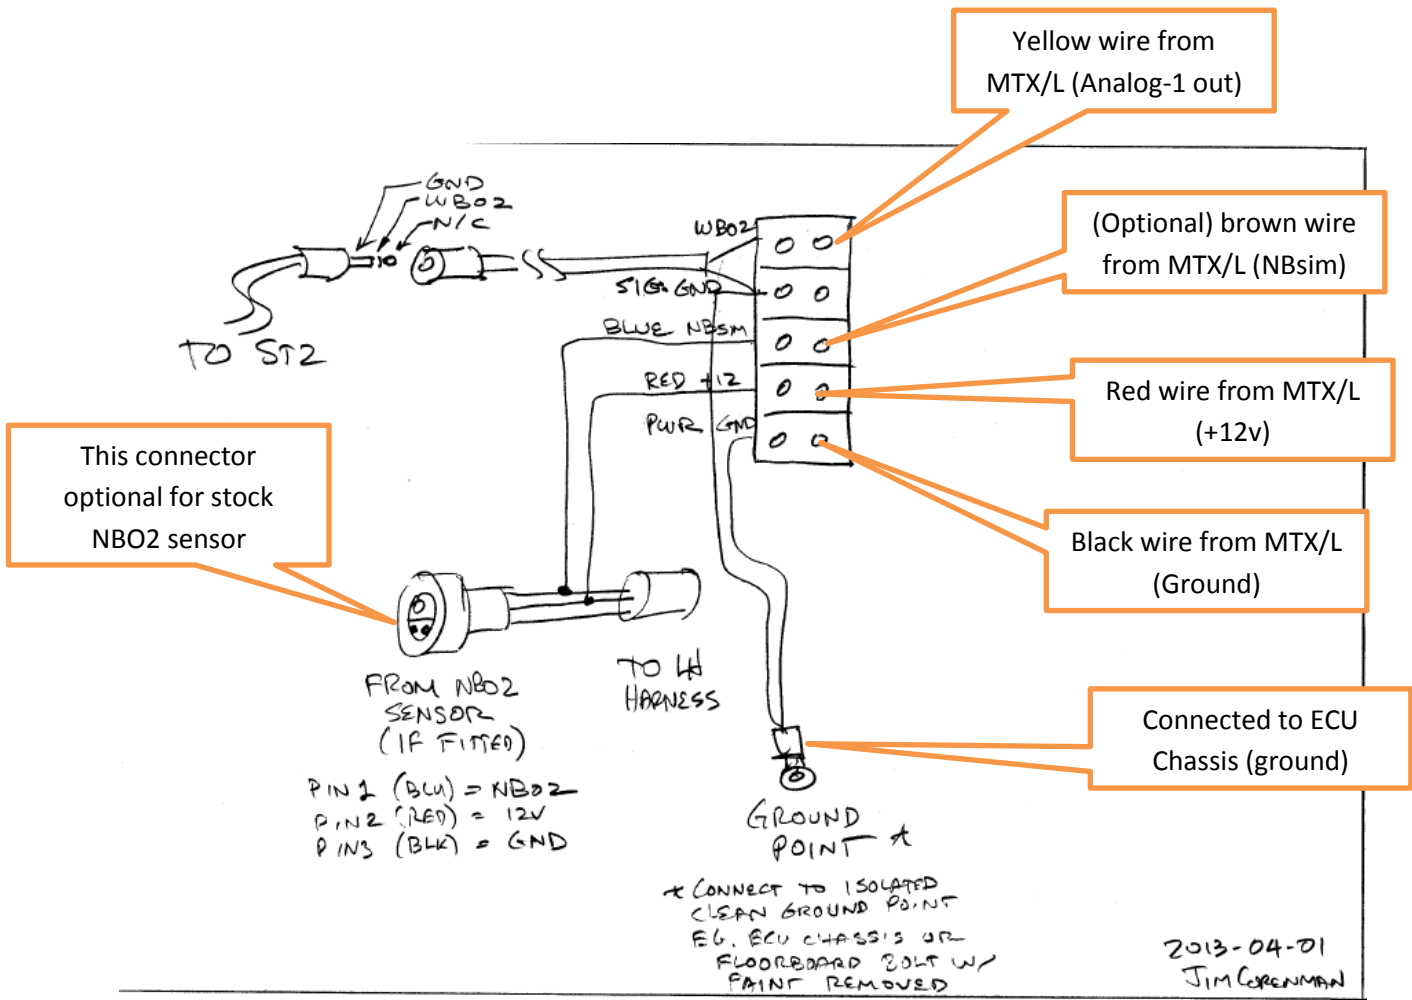 Yellow wire from
MTX/L (Analog-1 out)
GND
WBO2
N/C
WBO2
(Optional) brown wire
from MTX/L (NBsim)
SIG GND
BLUE NBSM
TO ST2
RED +12
Red wire from MTX/L
(+12v)
PWR GND
This connector
optional for stock
NBO2 sensor
Black wire from MTX/L
(Ground)
FROM NBO2
SENSOR
(IF FITTED)
TO LH
HARNESS
Connected to ECU
Chassis (ground)
PIN 1 (BLU) = NBO2
PIN2 (RED) = 12V
PIN3 (BLK) = GND
GROUND
POINT *
* CONNECT TO ISOLATED
CLEAN GROUND POINT
EG. ECU CHASSIS OR
FLOORBOARD BOLT W/
PAINT REMOVED
2013-04-01
JIM CORENMAN